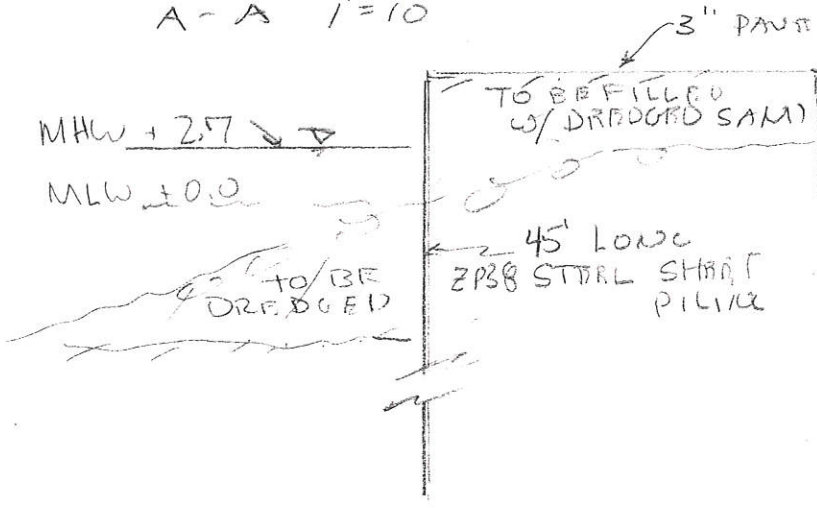 A - A 1"=10
3" PAV'T
TO BE FILLED
W/ DREDGED SAND
MHW + 2.7
MLW ± 0.0
45' LONG
ZP38 STEEL SHEET
PILING
TO BE
DREDGED